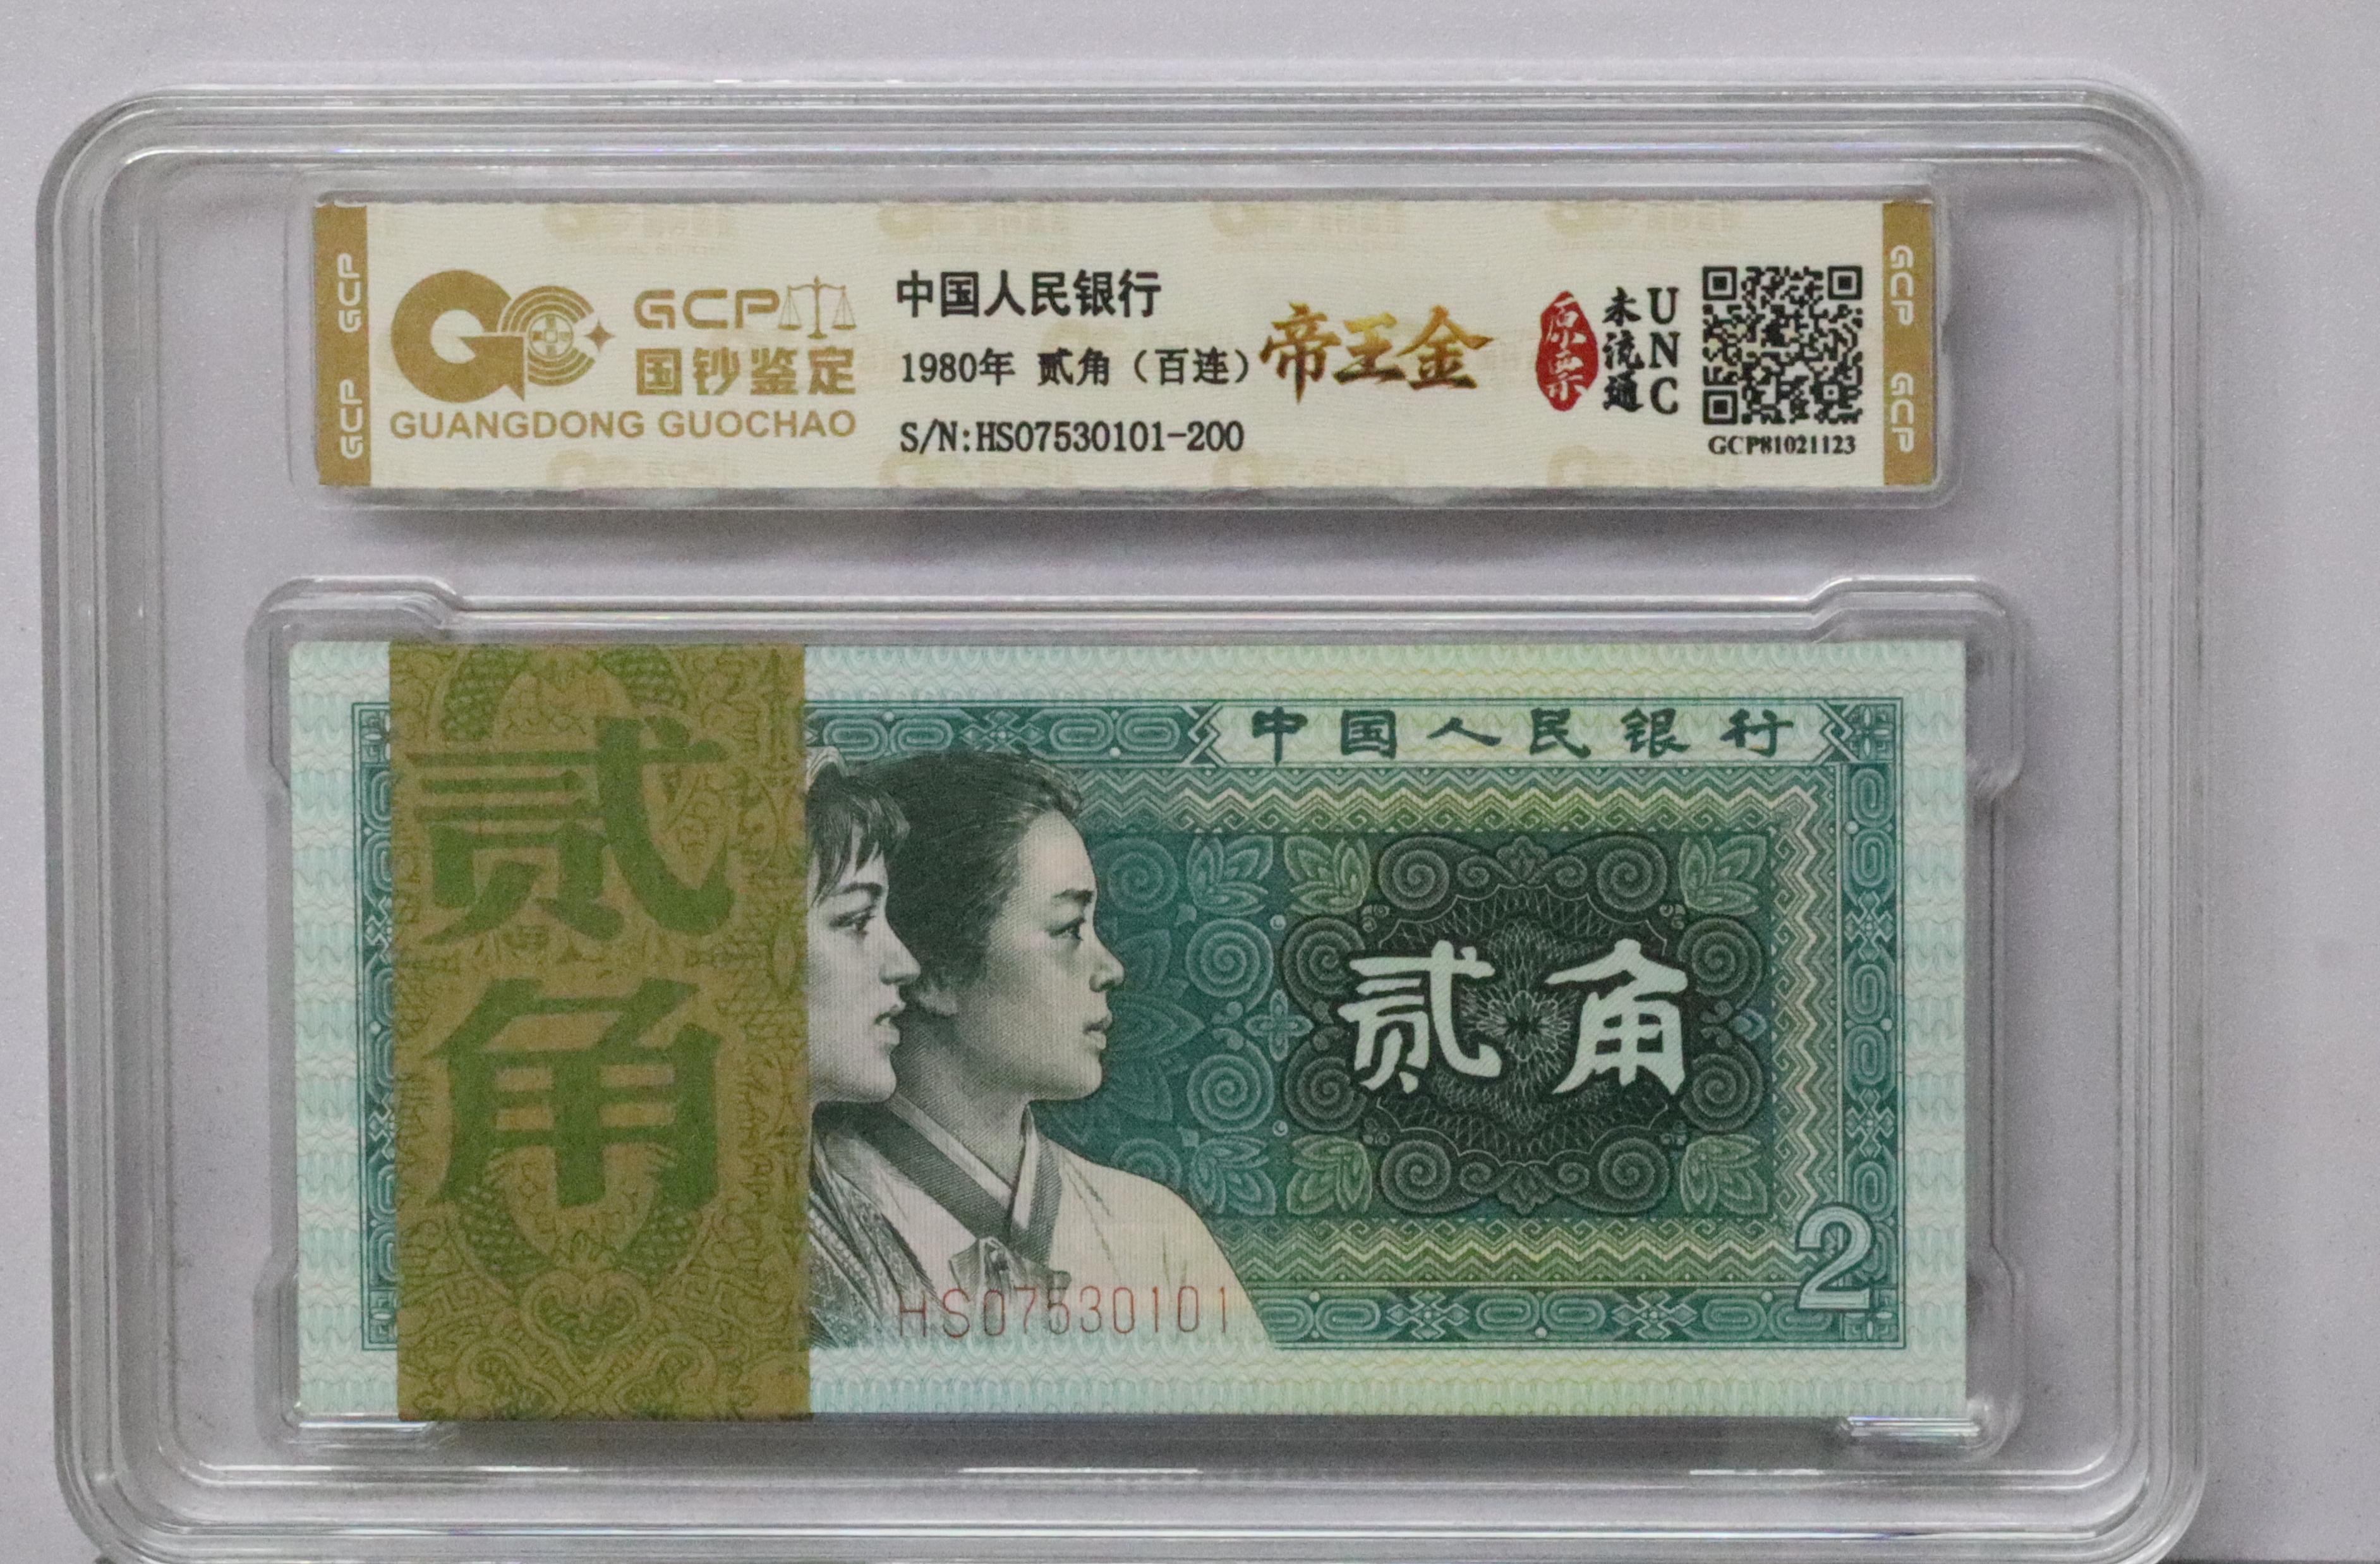 GCP
GCP
GCP
国钞鉴定
GUANGDONG GUOCHAO
中国人民银行
1980年 贰角（百连）
帝王金
S/N:HS07530101-200
原票
未流通
UNC
GCP81021123
GCP
GCP
贰角
中国人民银行
贰角
HS07530101
2